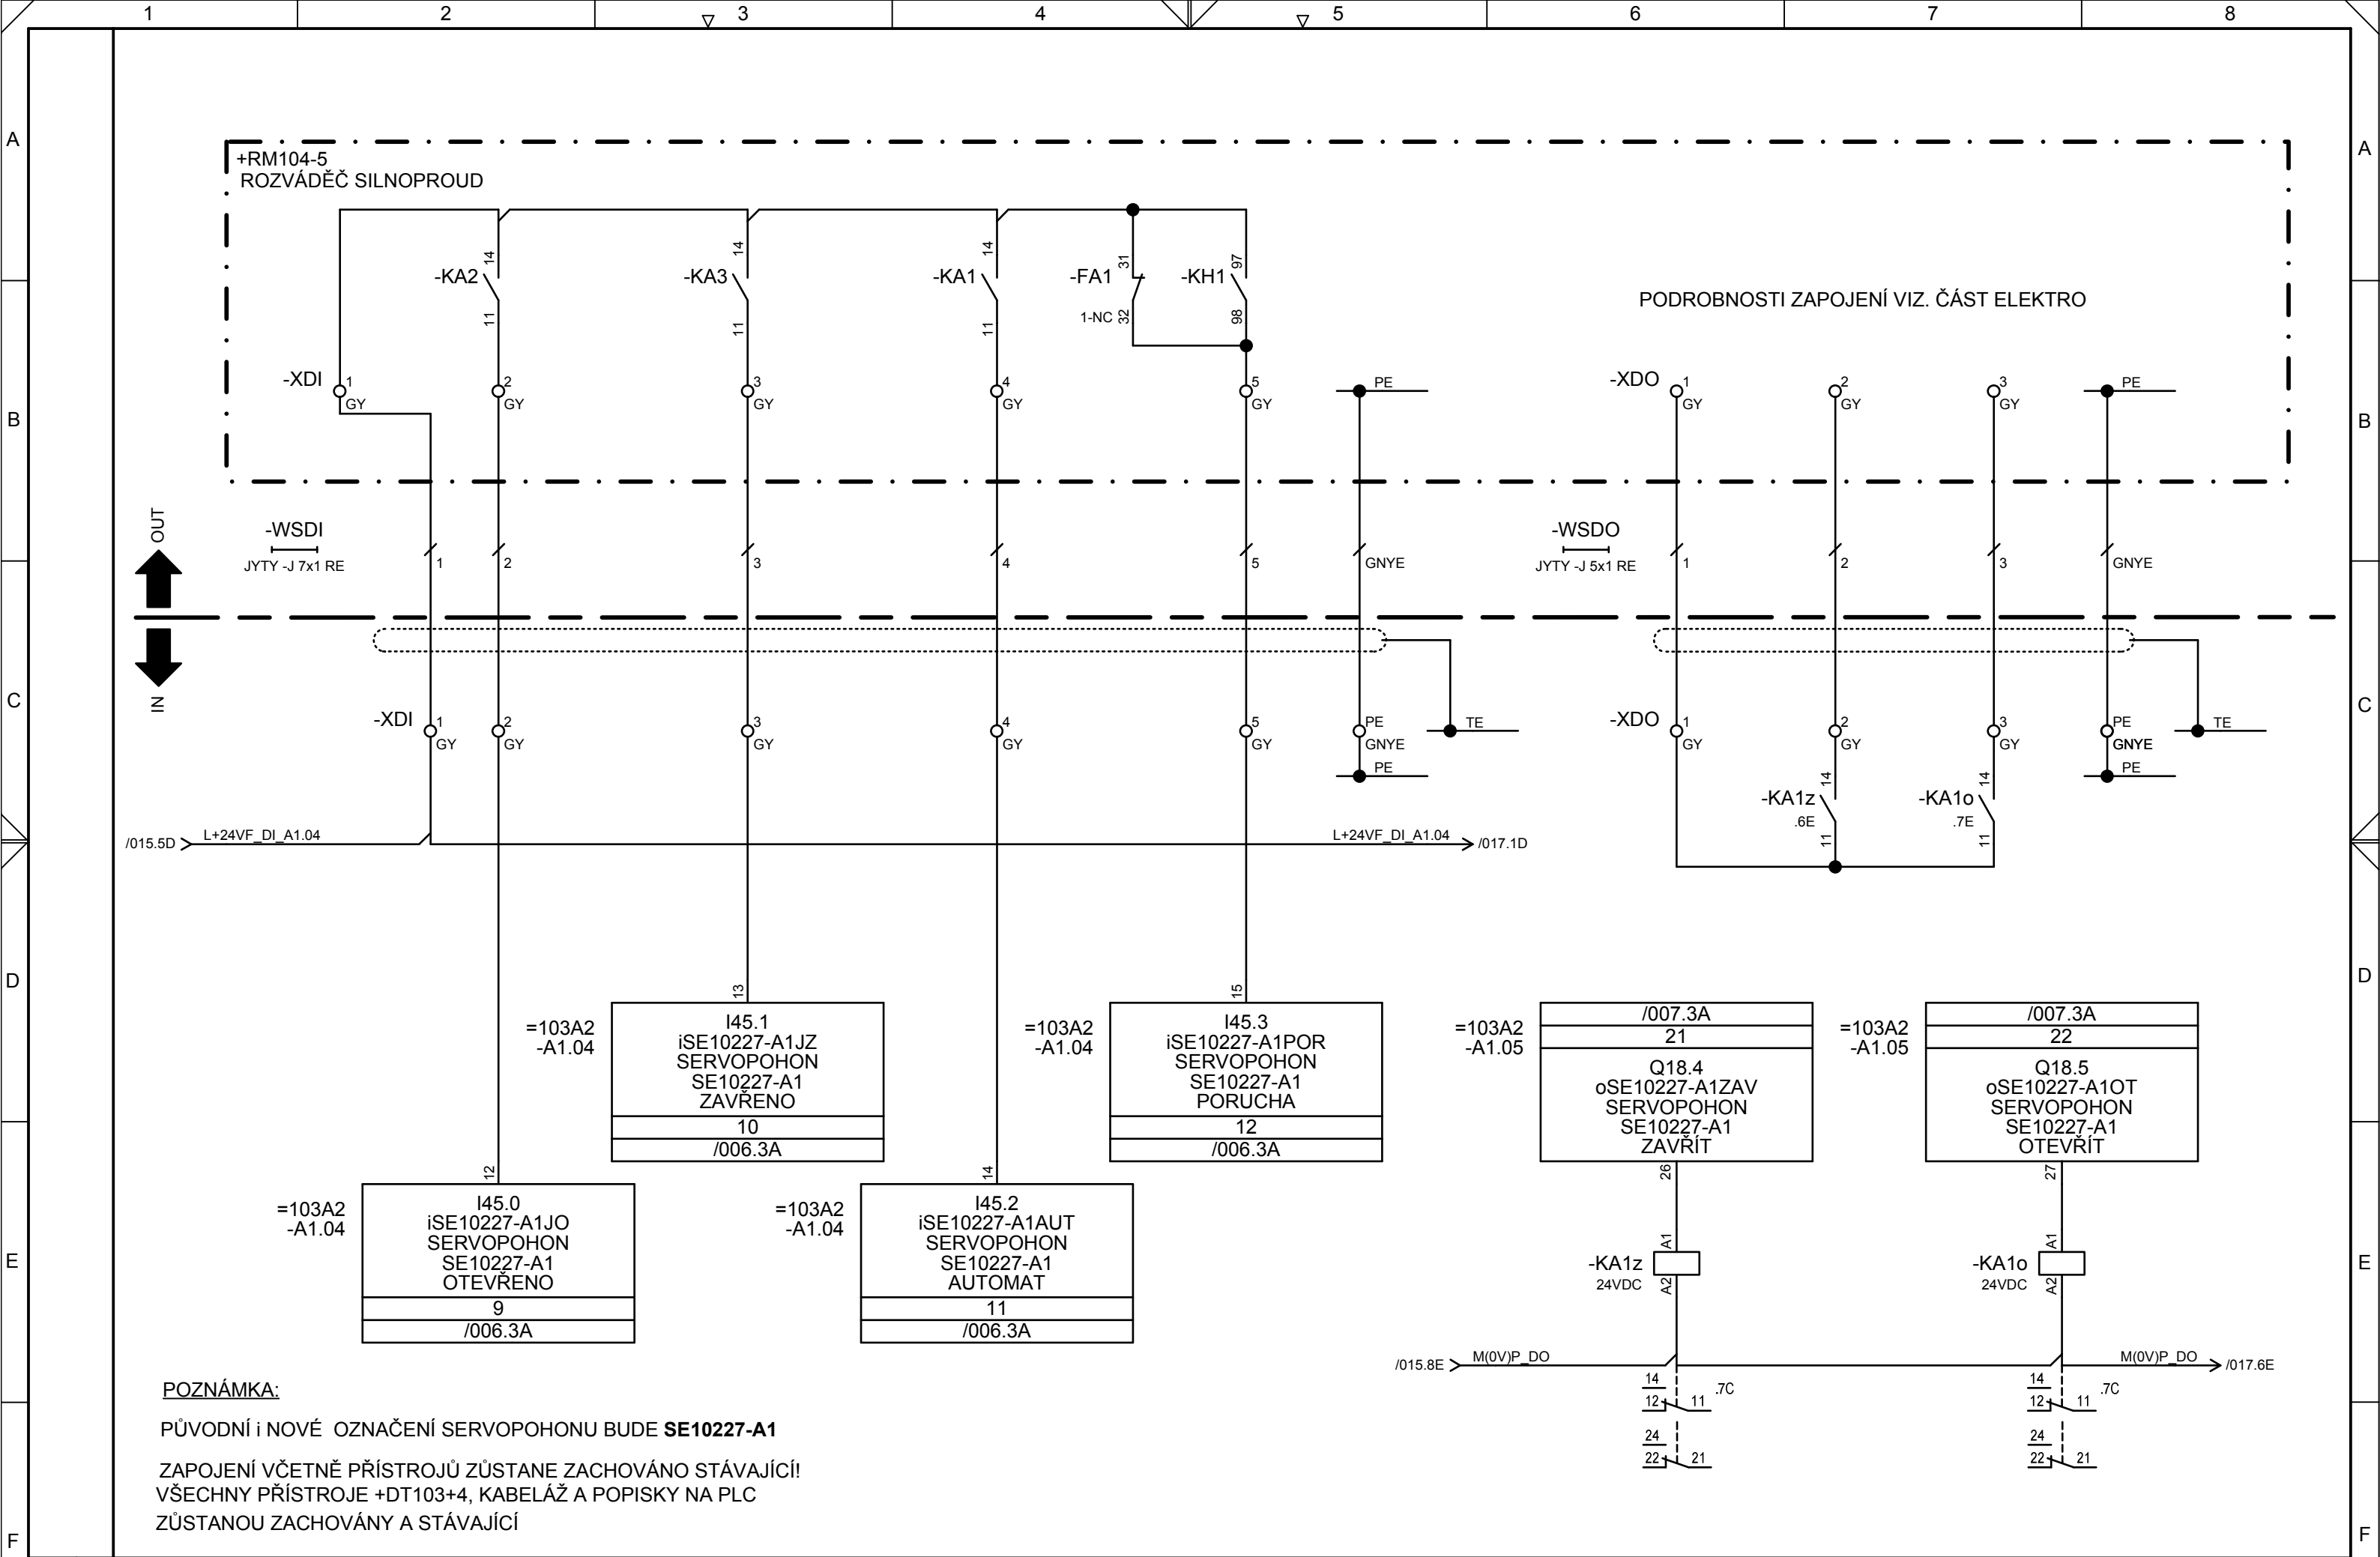 1 2 3 4 5 6 7 8
A A
+RM104-5
ROZVÁDĚČ SILNOPROUD
14 14 14 31 97
-KA2 -KA3 -KA1 -FA1 -KH1
11 11 11 1-NC 32 98
PODROBNOSTI ZAPOJENÍ VIZ. ČÁST ELEKTRO
-XDI 1 2 3 4 5 PE -XDO 1 2 3 PE
GY GY GY GY GY GY GY GY
B B
OUT
-WSDI
JYTY -J 7x1 RE
1 2 3 4 5 GNYE
-WSDO
JYTY -J 5x1 RE
1 2 3 GNYE
IN
C C
-XDI 1 2 3 4 5 PE TE -XDO 1 2 3 PE TE
GY GY GY GY GY GNYE GY GY GY GNYE
PE PE
14 14
-KA1z -KA1o
.6E .7E
11 11
/015.5D L+24VF_DI_A1.04 L+24VF_DI_A1.04 /017.1D
D D
13
=103A2
-A1.04
I45.1
iSE10227-A1JZ
SERVOPOHON
SE10227-A1
ZAVŘENO
10
/006.3A
15
=103A2
-A1.04
I45.3
iSE10227-A1POR
SERVOPOHON
SE10227-A1
PORUCHA
12
/006.3A
=103A2
-A1.05
/007.3A
21
Q18.4
oSE10227-A1ZAV
SERVOPOHON
SE10227-A1
ZAVŘÍT
26
=103A2
-A1.05
/007.3A
22
Q18.5
oSE10227-A1OT
SERVOPOHON
SE10227-A1
OTEVŘÍT
27
12
=103A2
-A1.04
I45.0
iSE10227-A1JO
SERVOPOHON
SE10227-A1
OTEVŘENO
9
/006.3A
14
=103A2
-A1.04
I45.2
iSE10227-A1AUT
SERVOPOHON
SE10227-A1
AUTOMAT
11
/006.3A
E E
A1 A1
-KA1z -KA1o
24VDC 24VDC
A2 A2
/015.8E M(0V)P_DO M(0V)P_DO /017.6E
14 .7C 14 .7C
12 11 12 11
24 24
22 21 22 21
POZNÁMKA:
PŮVODNÍ i NOVÉ OZNAČENÍ SERVOPOHONU BUDE SE10227-A1
ZAPOJENÍ VČETNĚ PŘÍSTROJŮ ZŮSTANE ZACHOVÁNO STÁVAJÍCÍ!
VŠECHNY PŘÍSTROJE +DT103+4, KABELÁŽ A POPISKY NA PLC
ZŮSTANOU ZACHOVÁNY A STÁVAJÍCÍ
F F